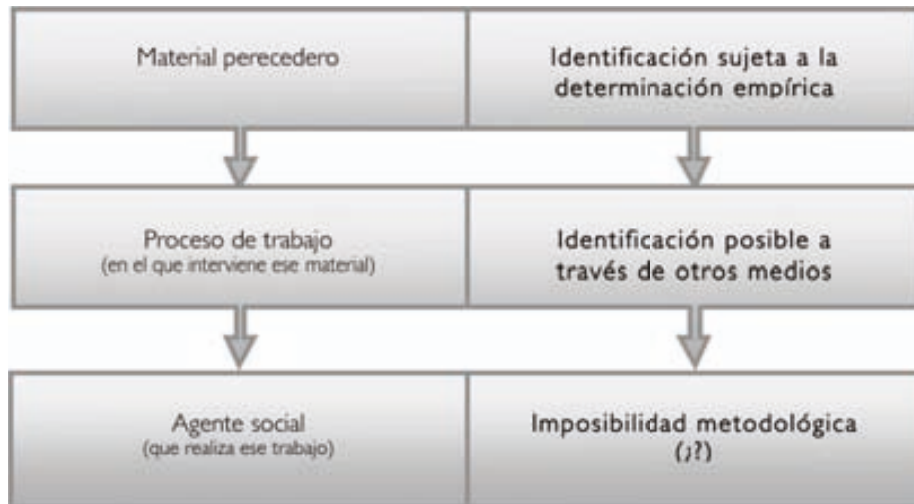 Material perecedero
Identificación sujeta a la
determinación empírica
Proceso de trabajo
(en el que interviene ese material)
Identificación posible a
través de otros medios
Agente social
(que realiza ese trabajo)
Imposibilidad metodológica
(¿?)